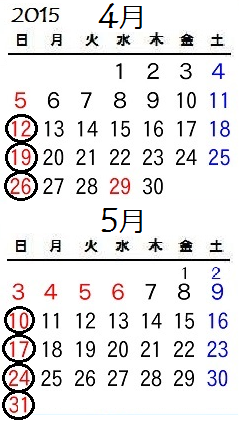 2015 4月
日 月 火 水 木 金 土
1 2 3 4
5 6 7 8 9 10 11
12 13 14 15 16 17 18
19 20 21 22 23 24 25
26 27 28 29 30
5月
日 月 火 水 木 金 土
1 2
3 4 5 6 7 8 9
10 11 12 13 14 15 16
17 18 19 20 21 22 23
24 25 26 27 28 29 30
31